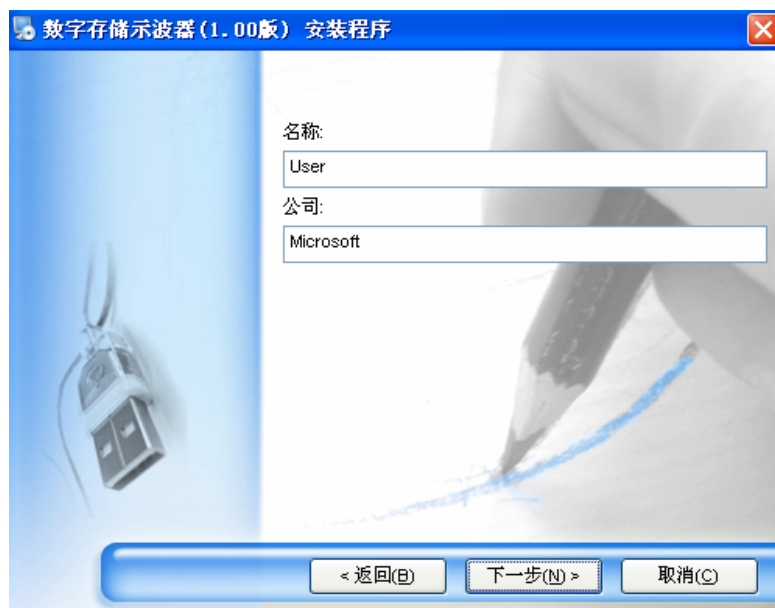 数字存储示波器(1.00版) 安装程序
名称:
User
公司:
Microsoft
< 返回(B)
下一步(N) >
取消(C)